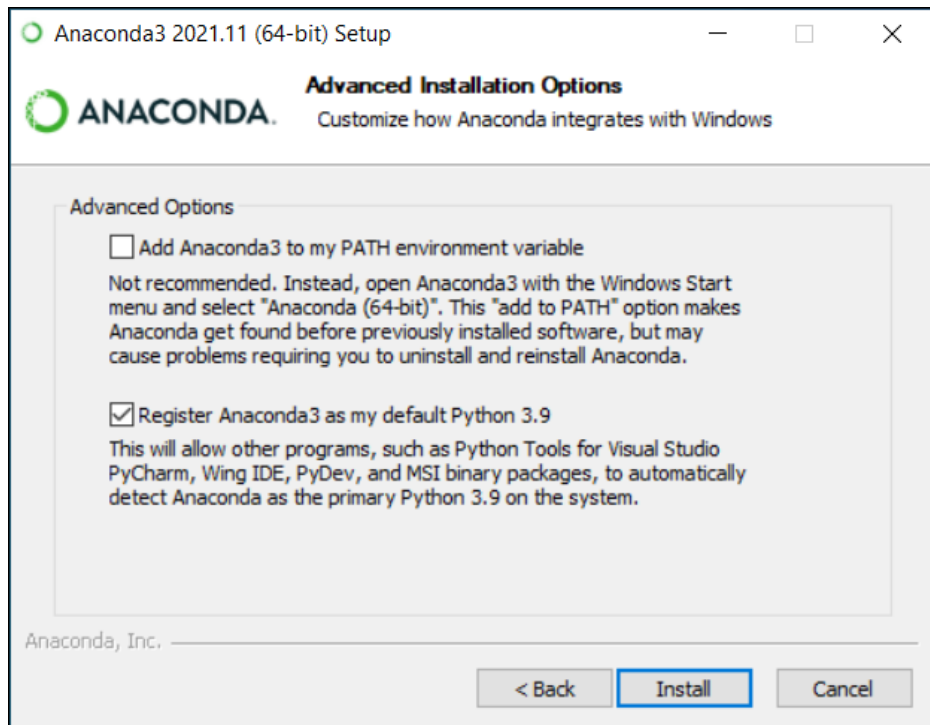 Anaconda3 2021.11 (64-bit) Setup
Advanced Installation Options
ANACONDA.
Customize how Anaconda integrates with Windows
Advanced Options
Add Anaconda3 to my PATH environment variable
Not recommended. Instead, open Anaconda3 with the Windows Start
menu and select "Anaconda (64-bit)". This "add to PATH" option makes
Anaconda get found before previously installed software, but may
cause problems requiring you to uninstall and reinstall Anaconda.
Register Anaconda3 as my default Python 3.9
This will allow other programs, such as Python Tools for Visual Studio
PyCharm, Wing IDE, PyDev, and MSI binary packages, to automatically
detect Anaconda as the primary Python 3.9 on the system.
Anaconda, Inc.
< Back
Install
Cancel